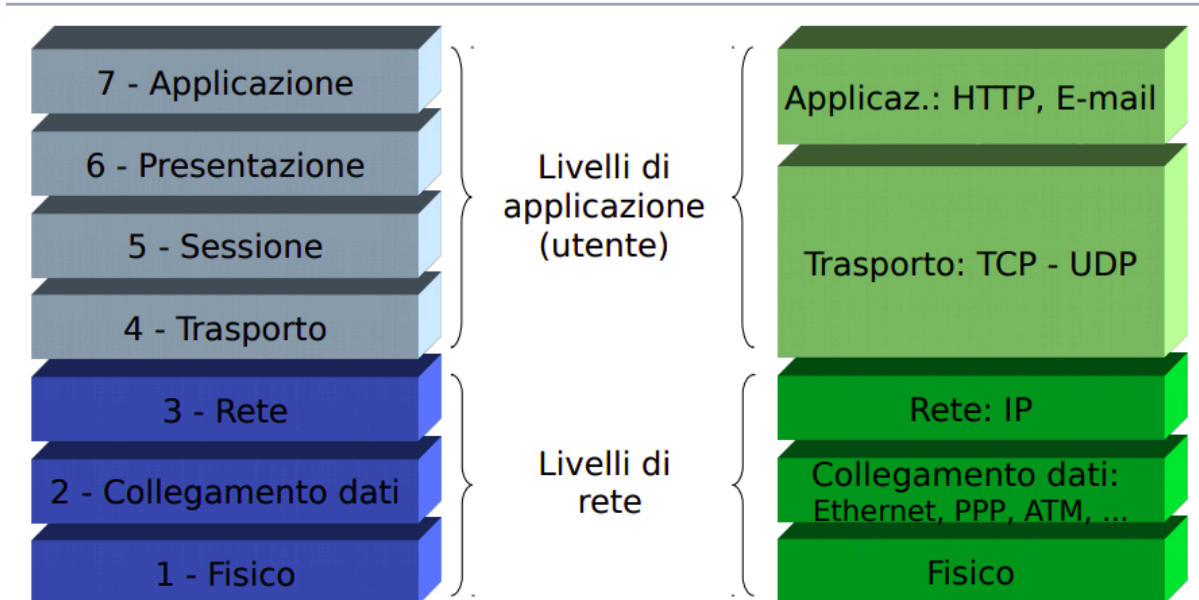 7 - Applicazione
6 - Presentazione
5 - Sessione
4 - Trasporto
3 - Rete
2 - Collegamento dati
1 - Fisico
Livelli di
applicazione
(utente)
Livelli di
rete
Applicaz.: HTTP, E-mail
Trasporto: TCP - UDP
Rete: IP
Collegamento dati:
Ethernet, PPP, ATM, ...
Fisico